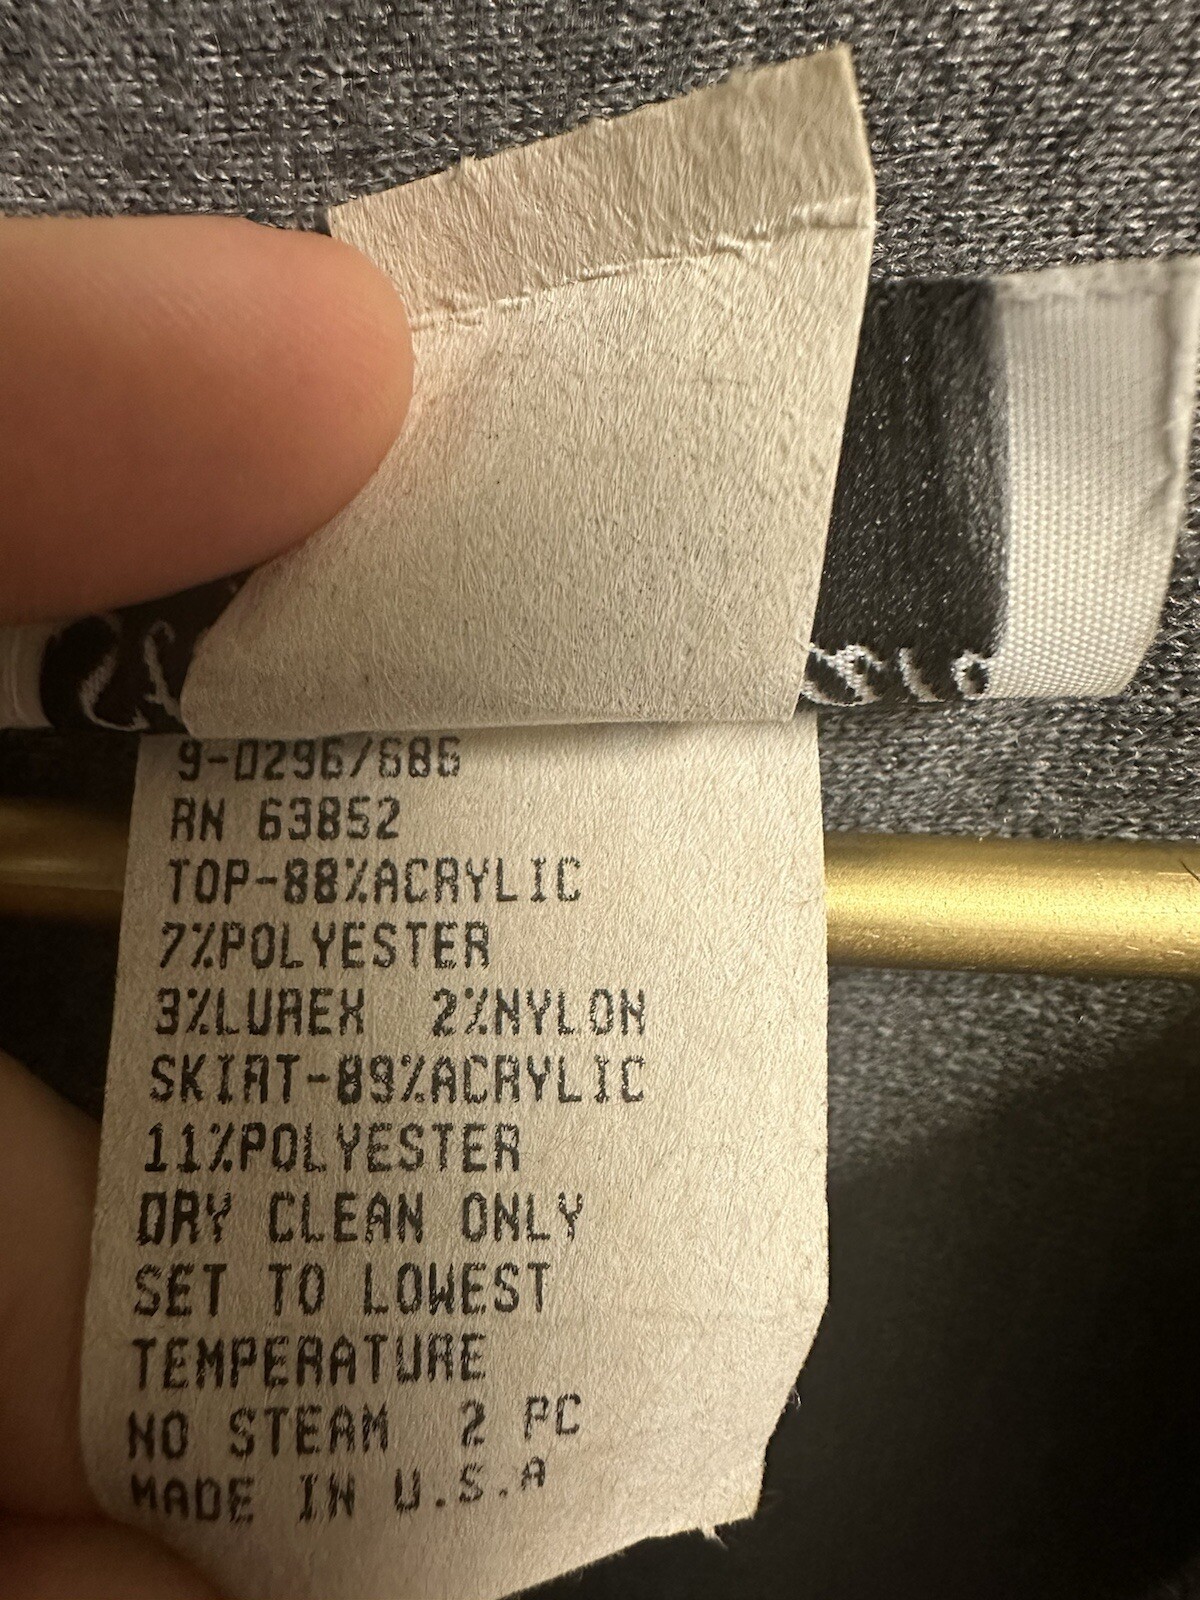 9-0296/686
RN 63852
TOP-88%ACRYLIC
7%POLYESTER
3%LUREX 2%NYLON
SKIRT-89%ACRYLIC
11%POLYESTER
DRY CLEAN ONLY
SET TO LOWEST
TEMPERATURE
NO STEAM 2 PC
MADE IN U.S.A